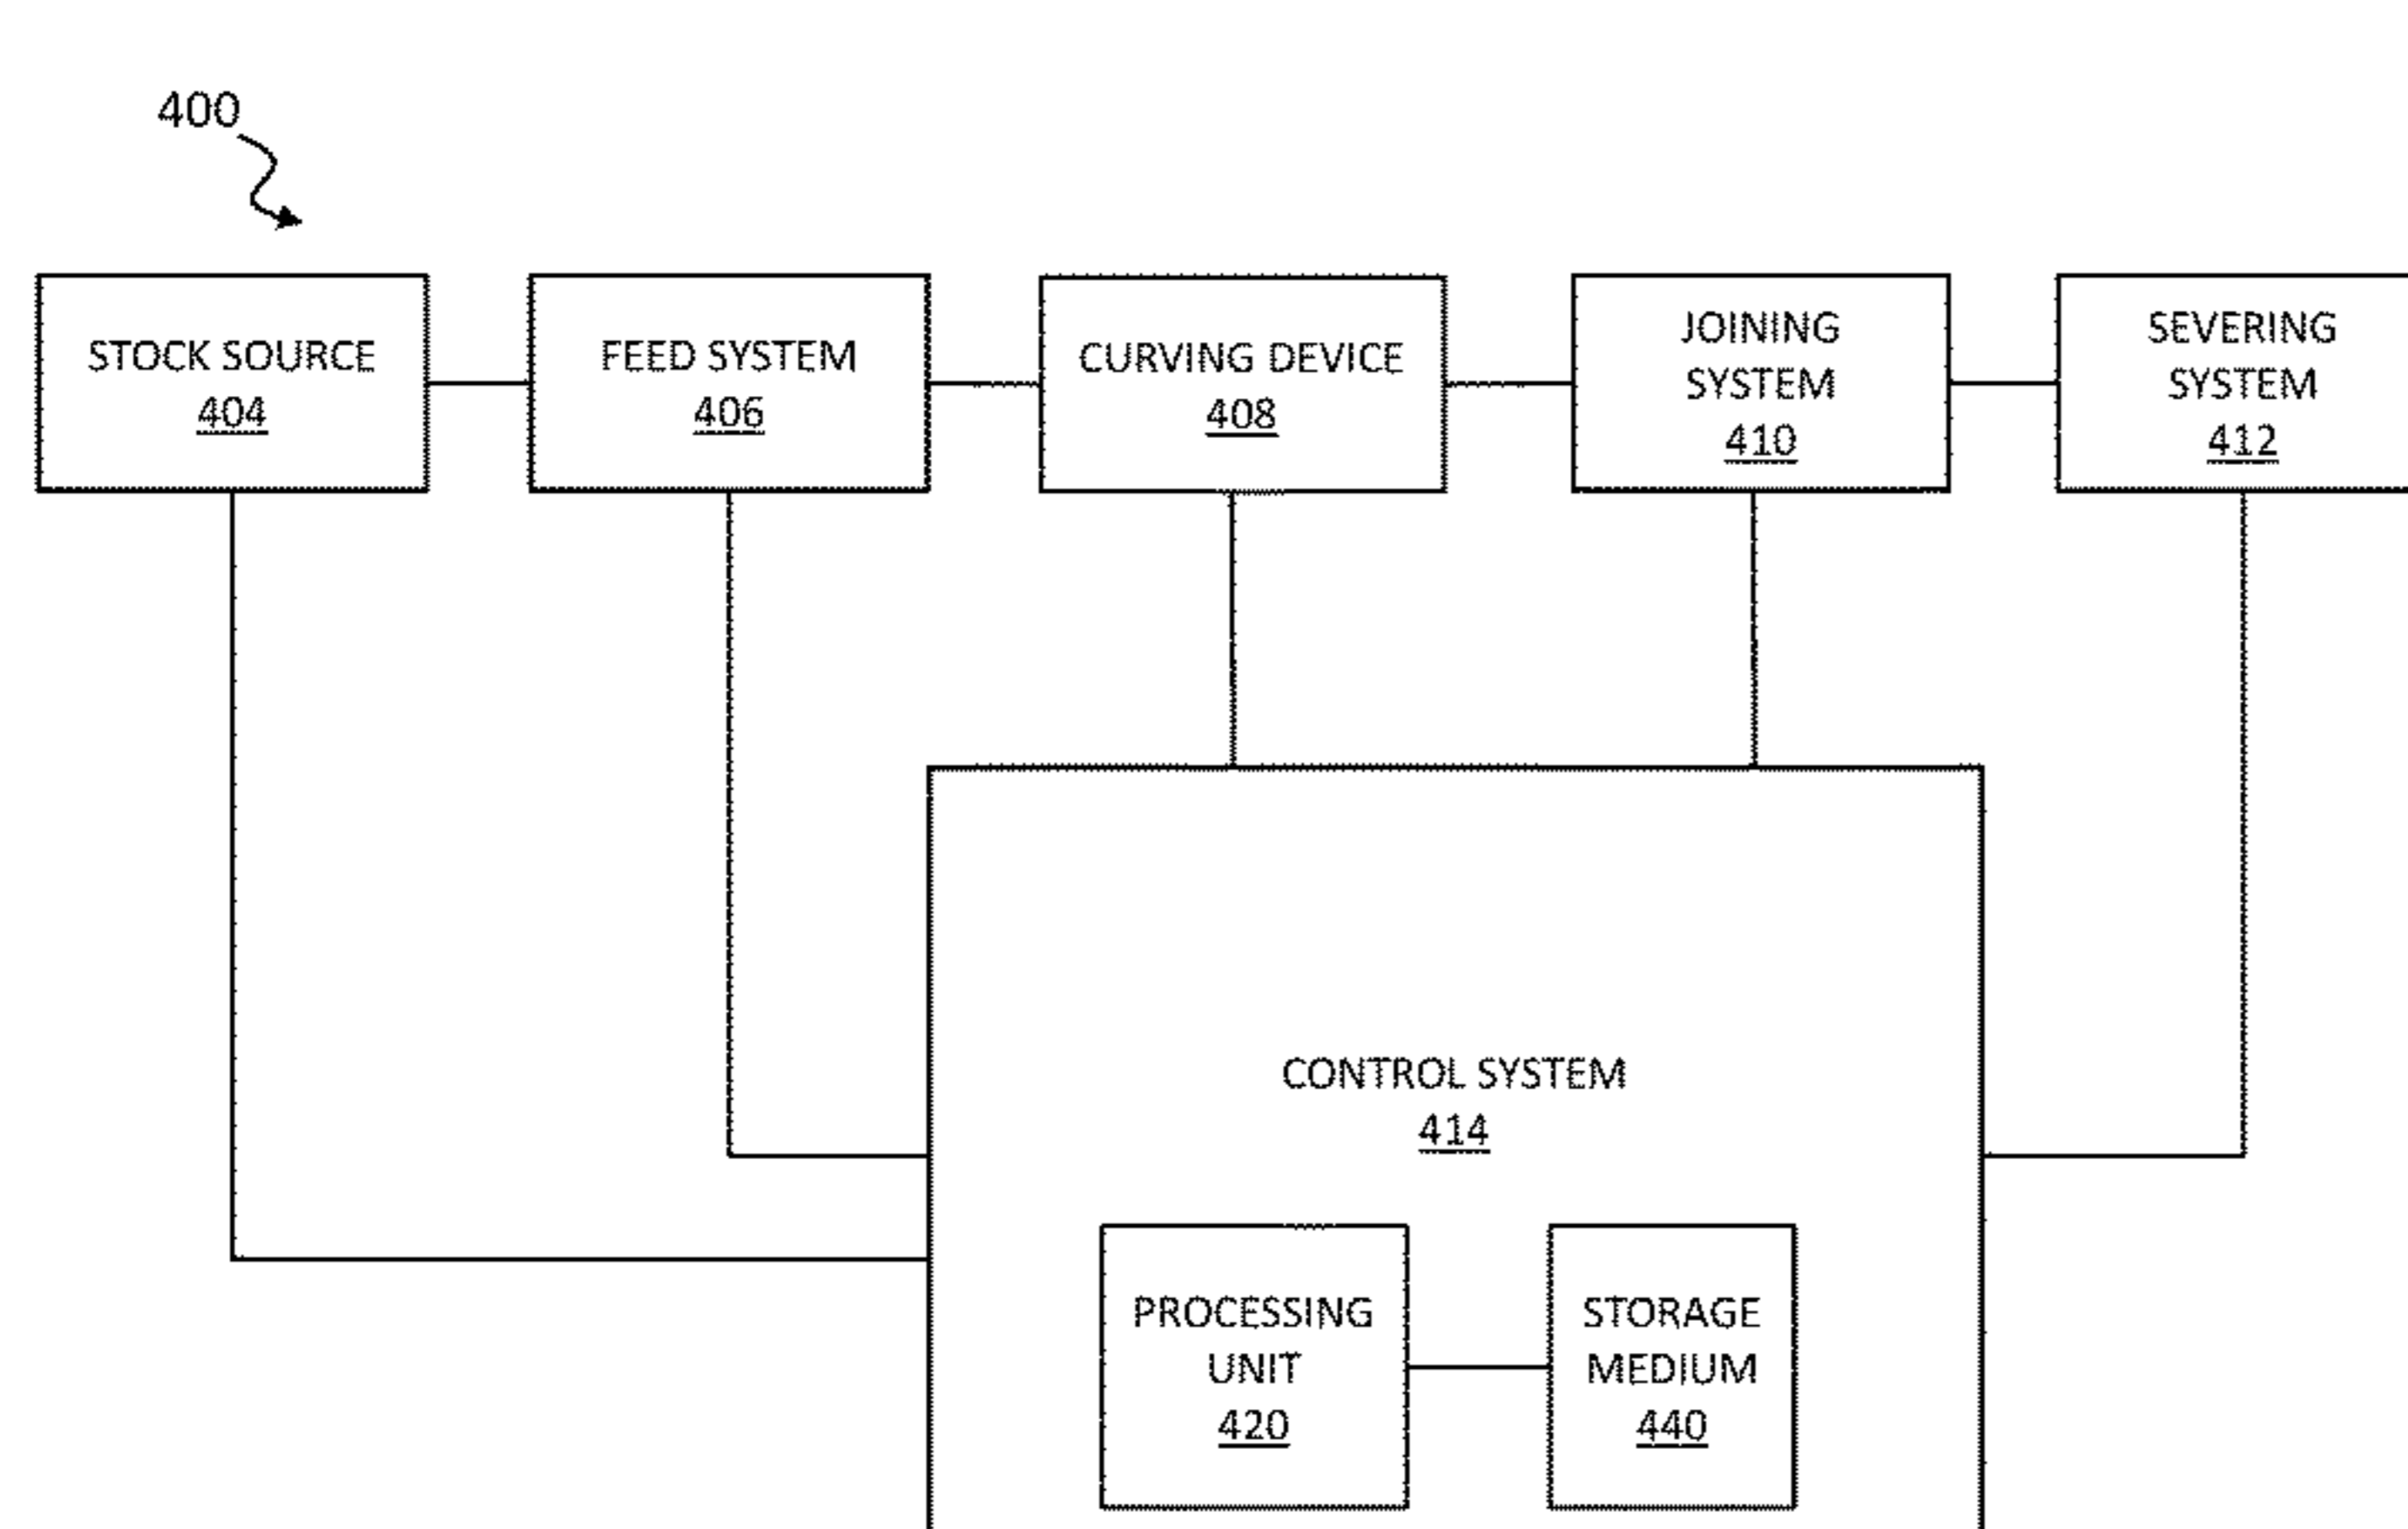 400
STOCK SOURCE
404
FEED SYSTEM
406
CURVING DEVICE
408
JOINING
SYSTEM
410
SEVERING
SYSTEM
412
CONTROL SYSTEM
414
PROCESSING
UNIT
420
STORAGE
MEDIUM
440